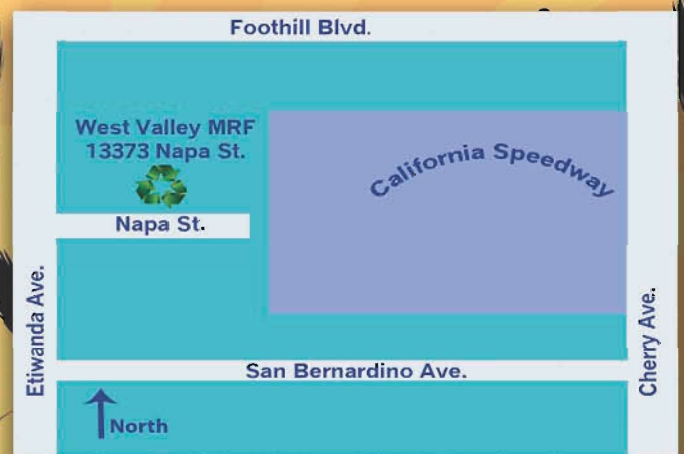 Foothill Blvd.
West Valley MRF
13373 Napa St.
California Speedway
Napa St.
Etiwanda Ave.
Cherry Ave.
San Bernardino Ave.
North